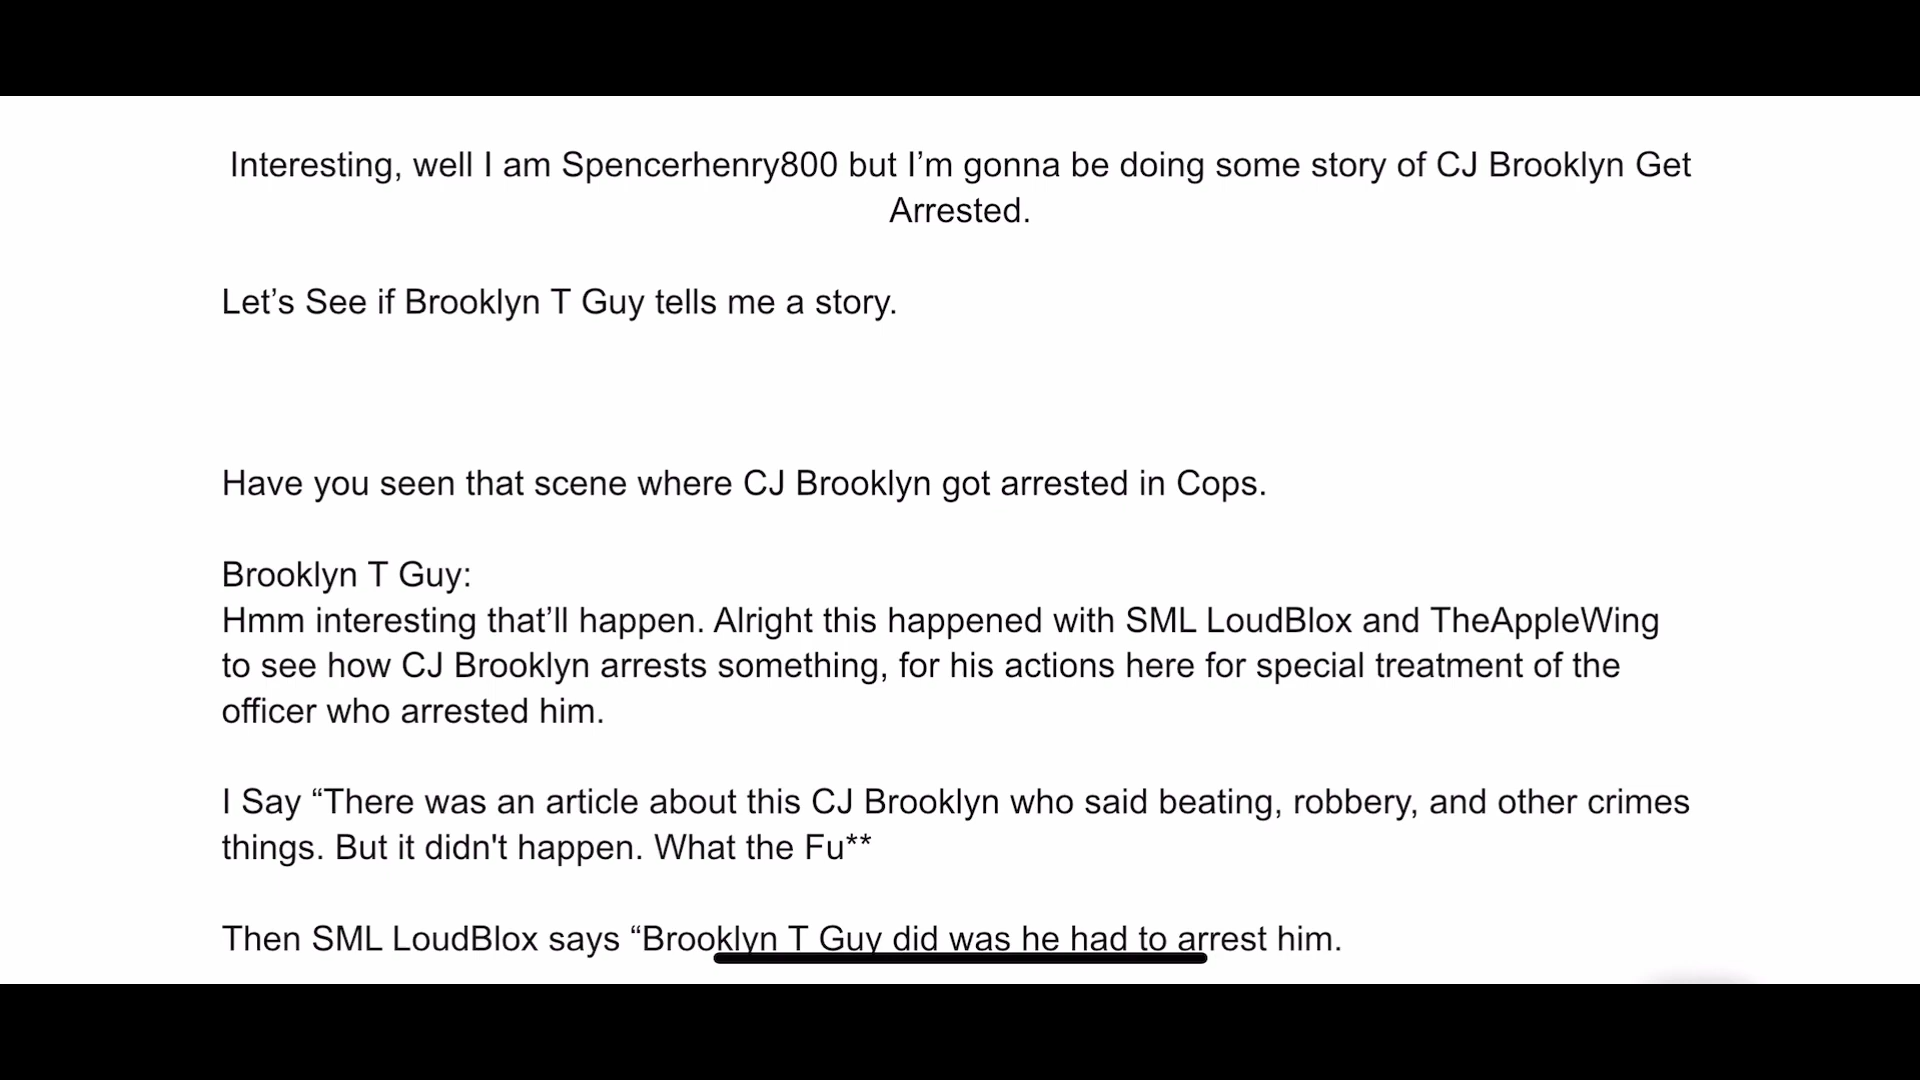 Interesting, well I am Spencerhenry800 but I’m gonna be doing some story of CJ Brooklyn Get
Arrested.
Let’s See if Brooklyn T Guy tells me a story.
Have you seen that scene where CJ Brooklyn got arrested in Cops.
Brooklyn T Guy:
Hmm interesting that’ll happen. Alright this happened with SML LoudBlox and TheAppleWing
to see how CJ Brooklyn arrests something, for his actions here for special treatment of the
officer who arrested him.
I Say “There was an article about this CJ Brooklyn who said beating, robbery, and other crimes
things. But it didn't happen. What the Fu**
Then SML LoudBlox says “Brooklyn T Guy did was he had to arrest him.